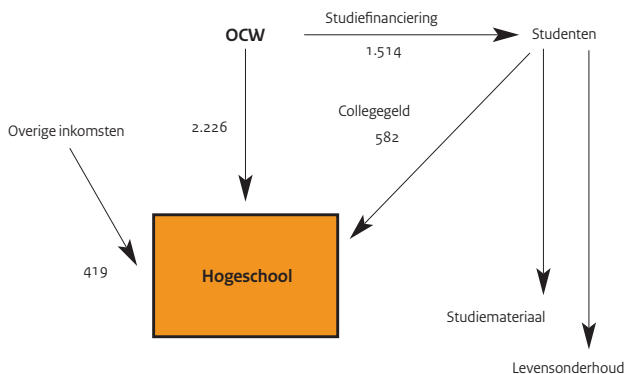 Studiefinanciering
OCW
Studenten
1.514
Collegegeld
2.226
582
Overige inkomsten
419
Hogeschool
Studiemateriaal
Levensonderhoud